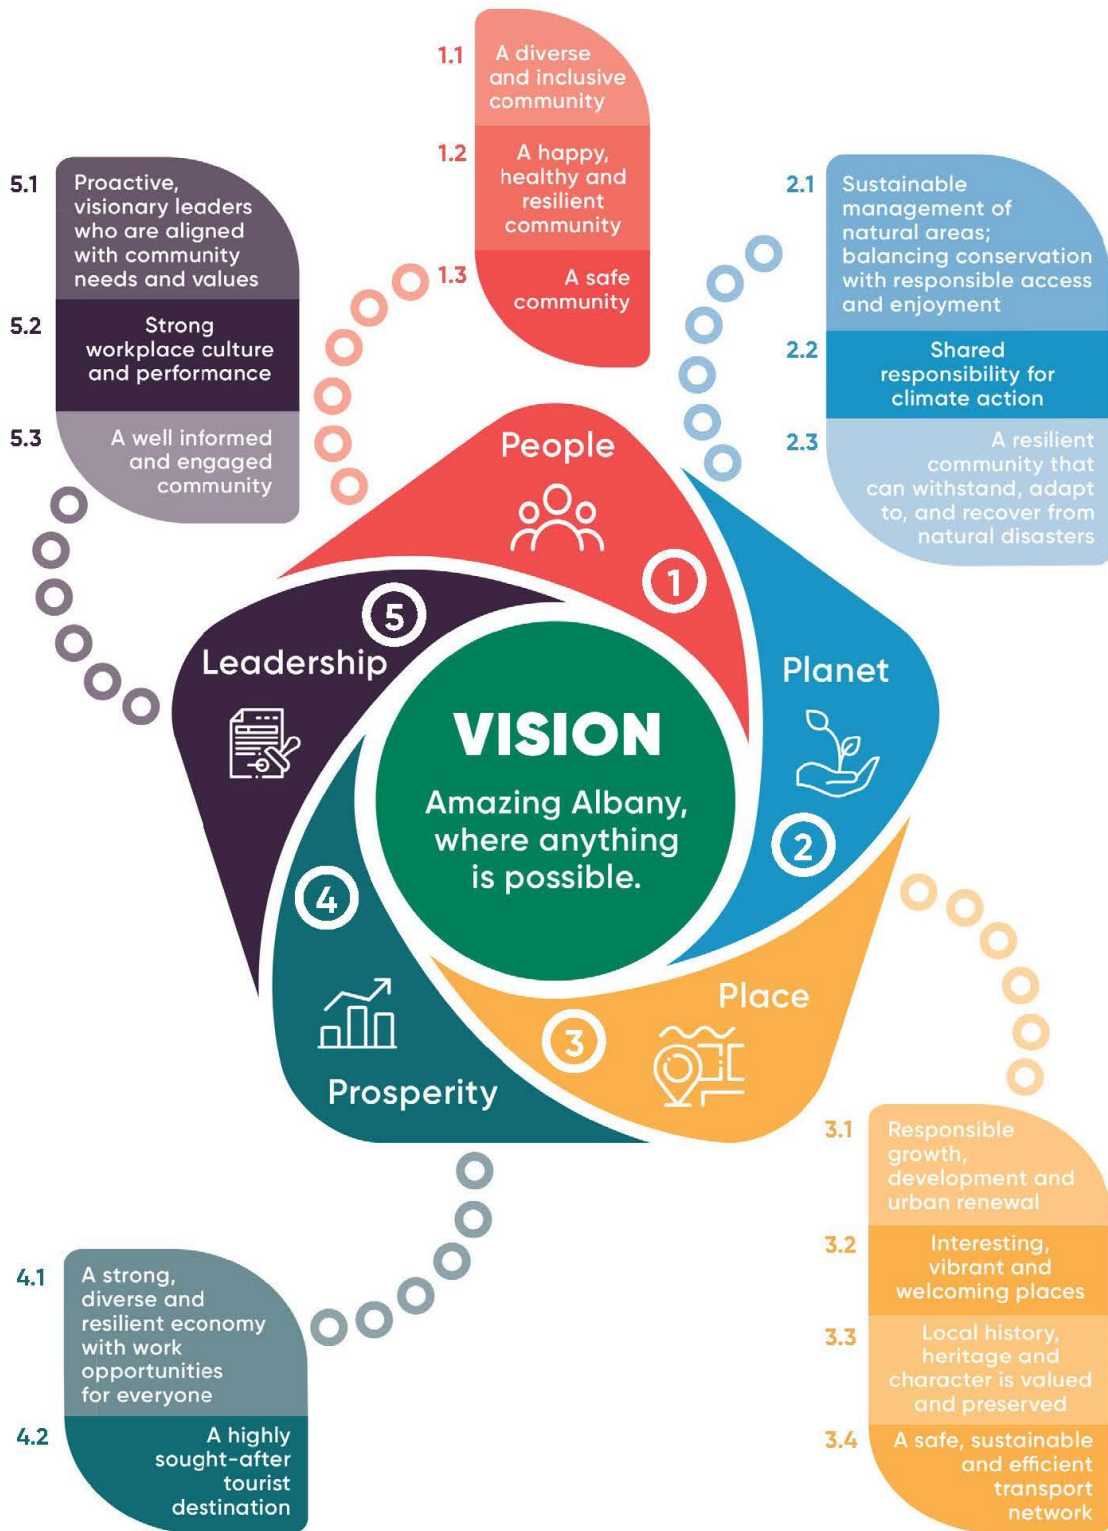 1.1
A diverse
and inclusive
community
1.2
A happy,
healthy and
resilient
community
1.3
A safe
community
5.1
Proactive,
visionary leaders
who are aligned
with community
needs and values
5.2
Strong
workplace culture
and performance
5.3
A well informed
and engaged
community
2.1
Sustainable
management of
natural areas;
balancing conservation
with responsible access
and enjoyment
2.2
Shared
responsibility for
climate action
2.3
A resilient
community that
can withstand, adapt
to, and recover from
natural disasters
People
1
Leadership
5
Planet
2
VISION
Amazing Albany,
where anything
is possible.
4
Prosperity
3
Place
3.1
Responsible
growth,
development and
urban renewal
3.2
Interesting,
vibrant and
welcoming places
3.3
Local history,
heritage and
character is valued
and preserved
3.4
A safe, sustainable
and efficient
transport
network
4.1
A strong,
diverse and
resilient economy
with work
opportunities
for everyone
4.2
A highly
sought-after
tourist
destination